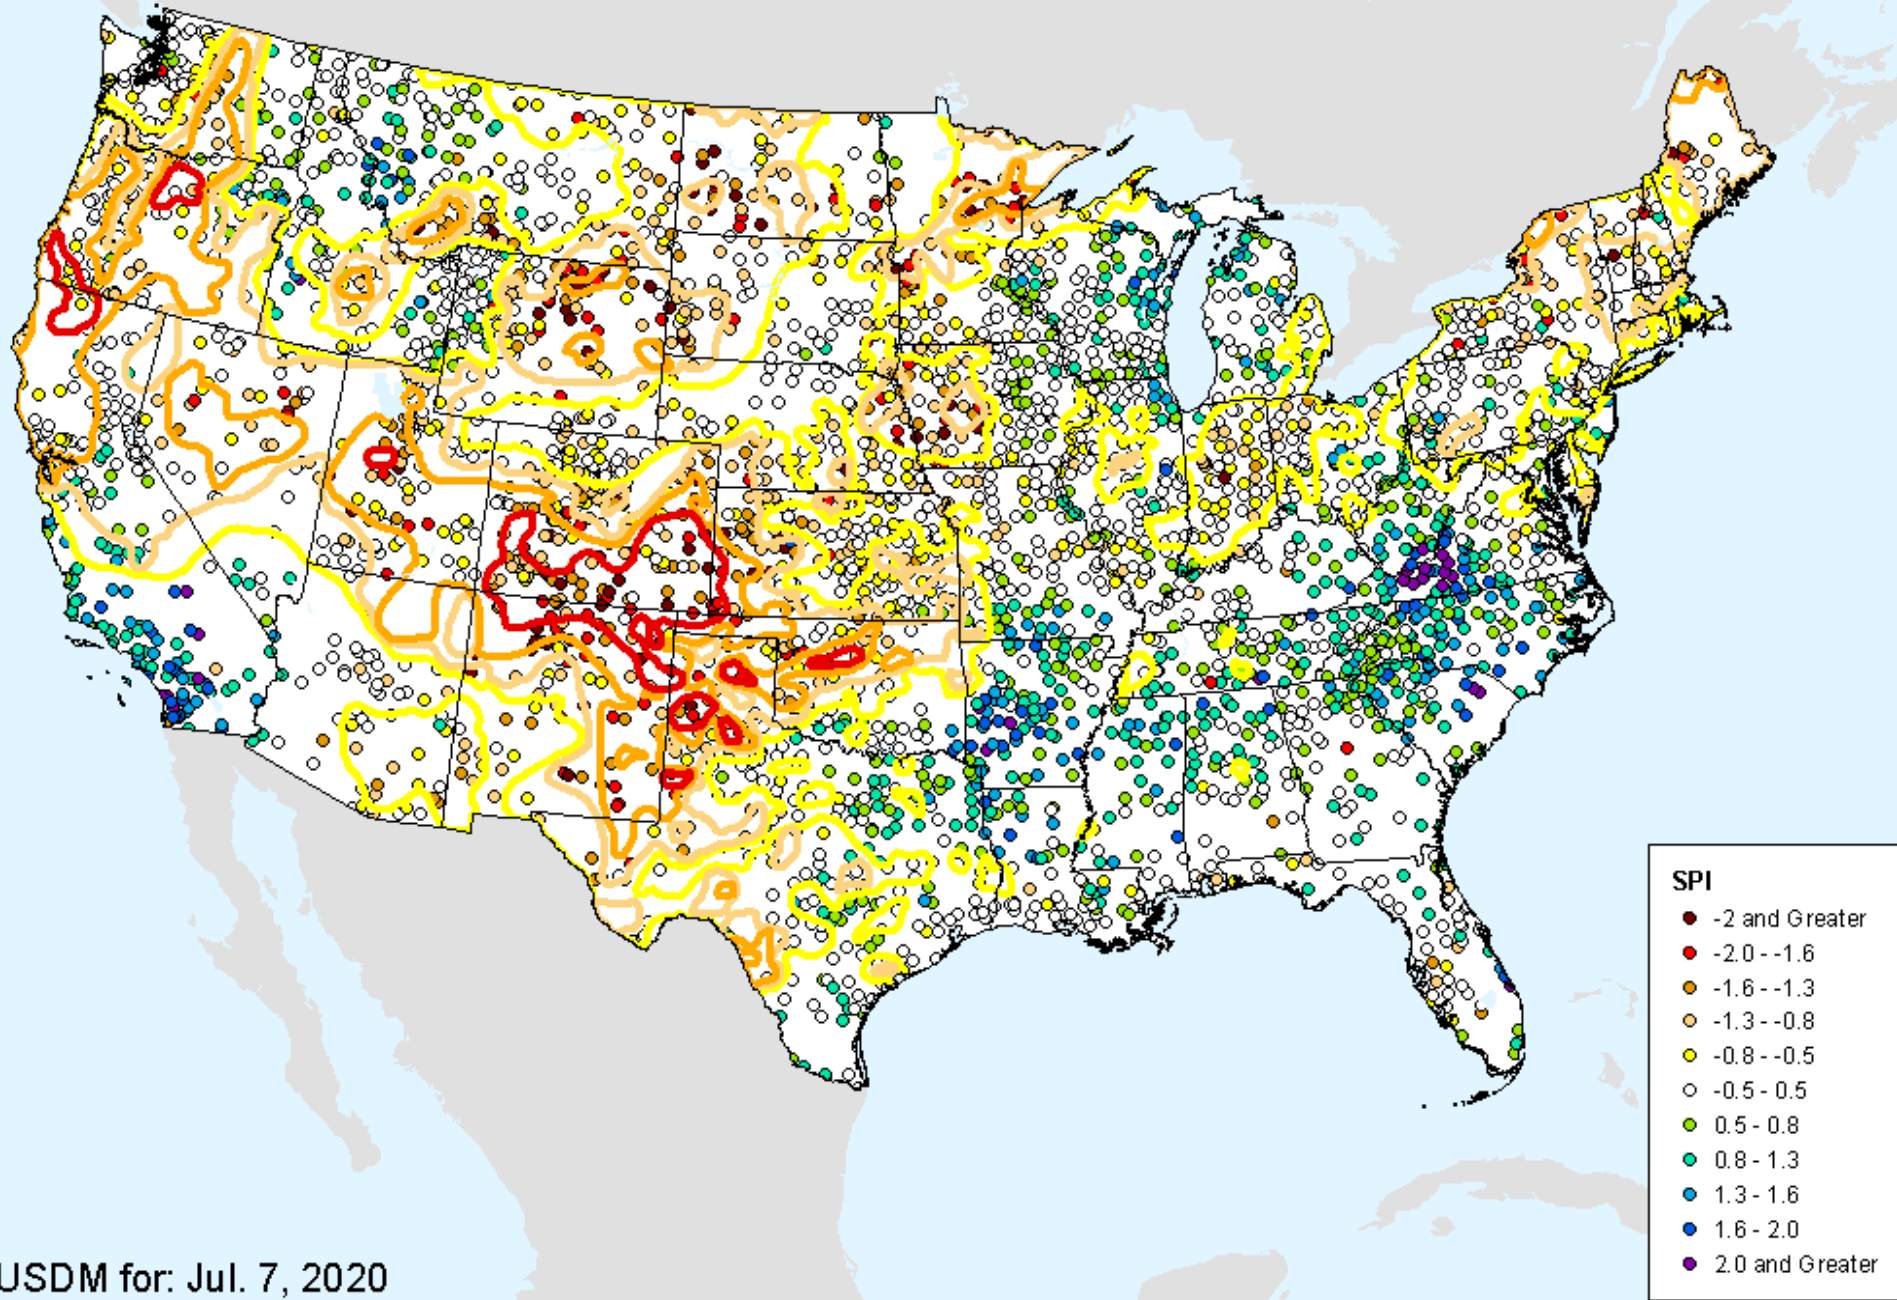 SPI
-2 and Greater
-2.0 - -1.6
-1.6 - -1.3
-1.3 - -0.8
-0.8 - -0.5
-0.5 - 0.5
0.5 - 0.8
0.8 - 1.3
1.3 - 1.6
1.6 - 2.0
2.0 and Greater
USDM for: Jul. 7, 2020